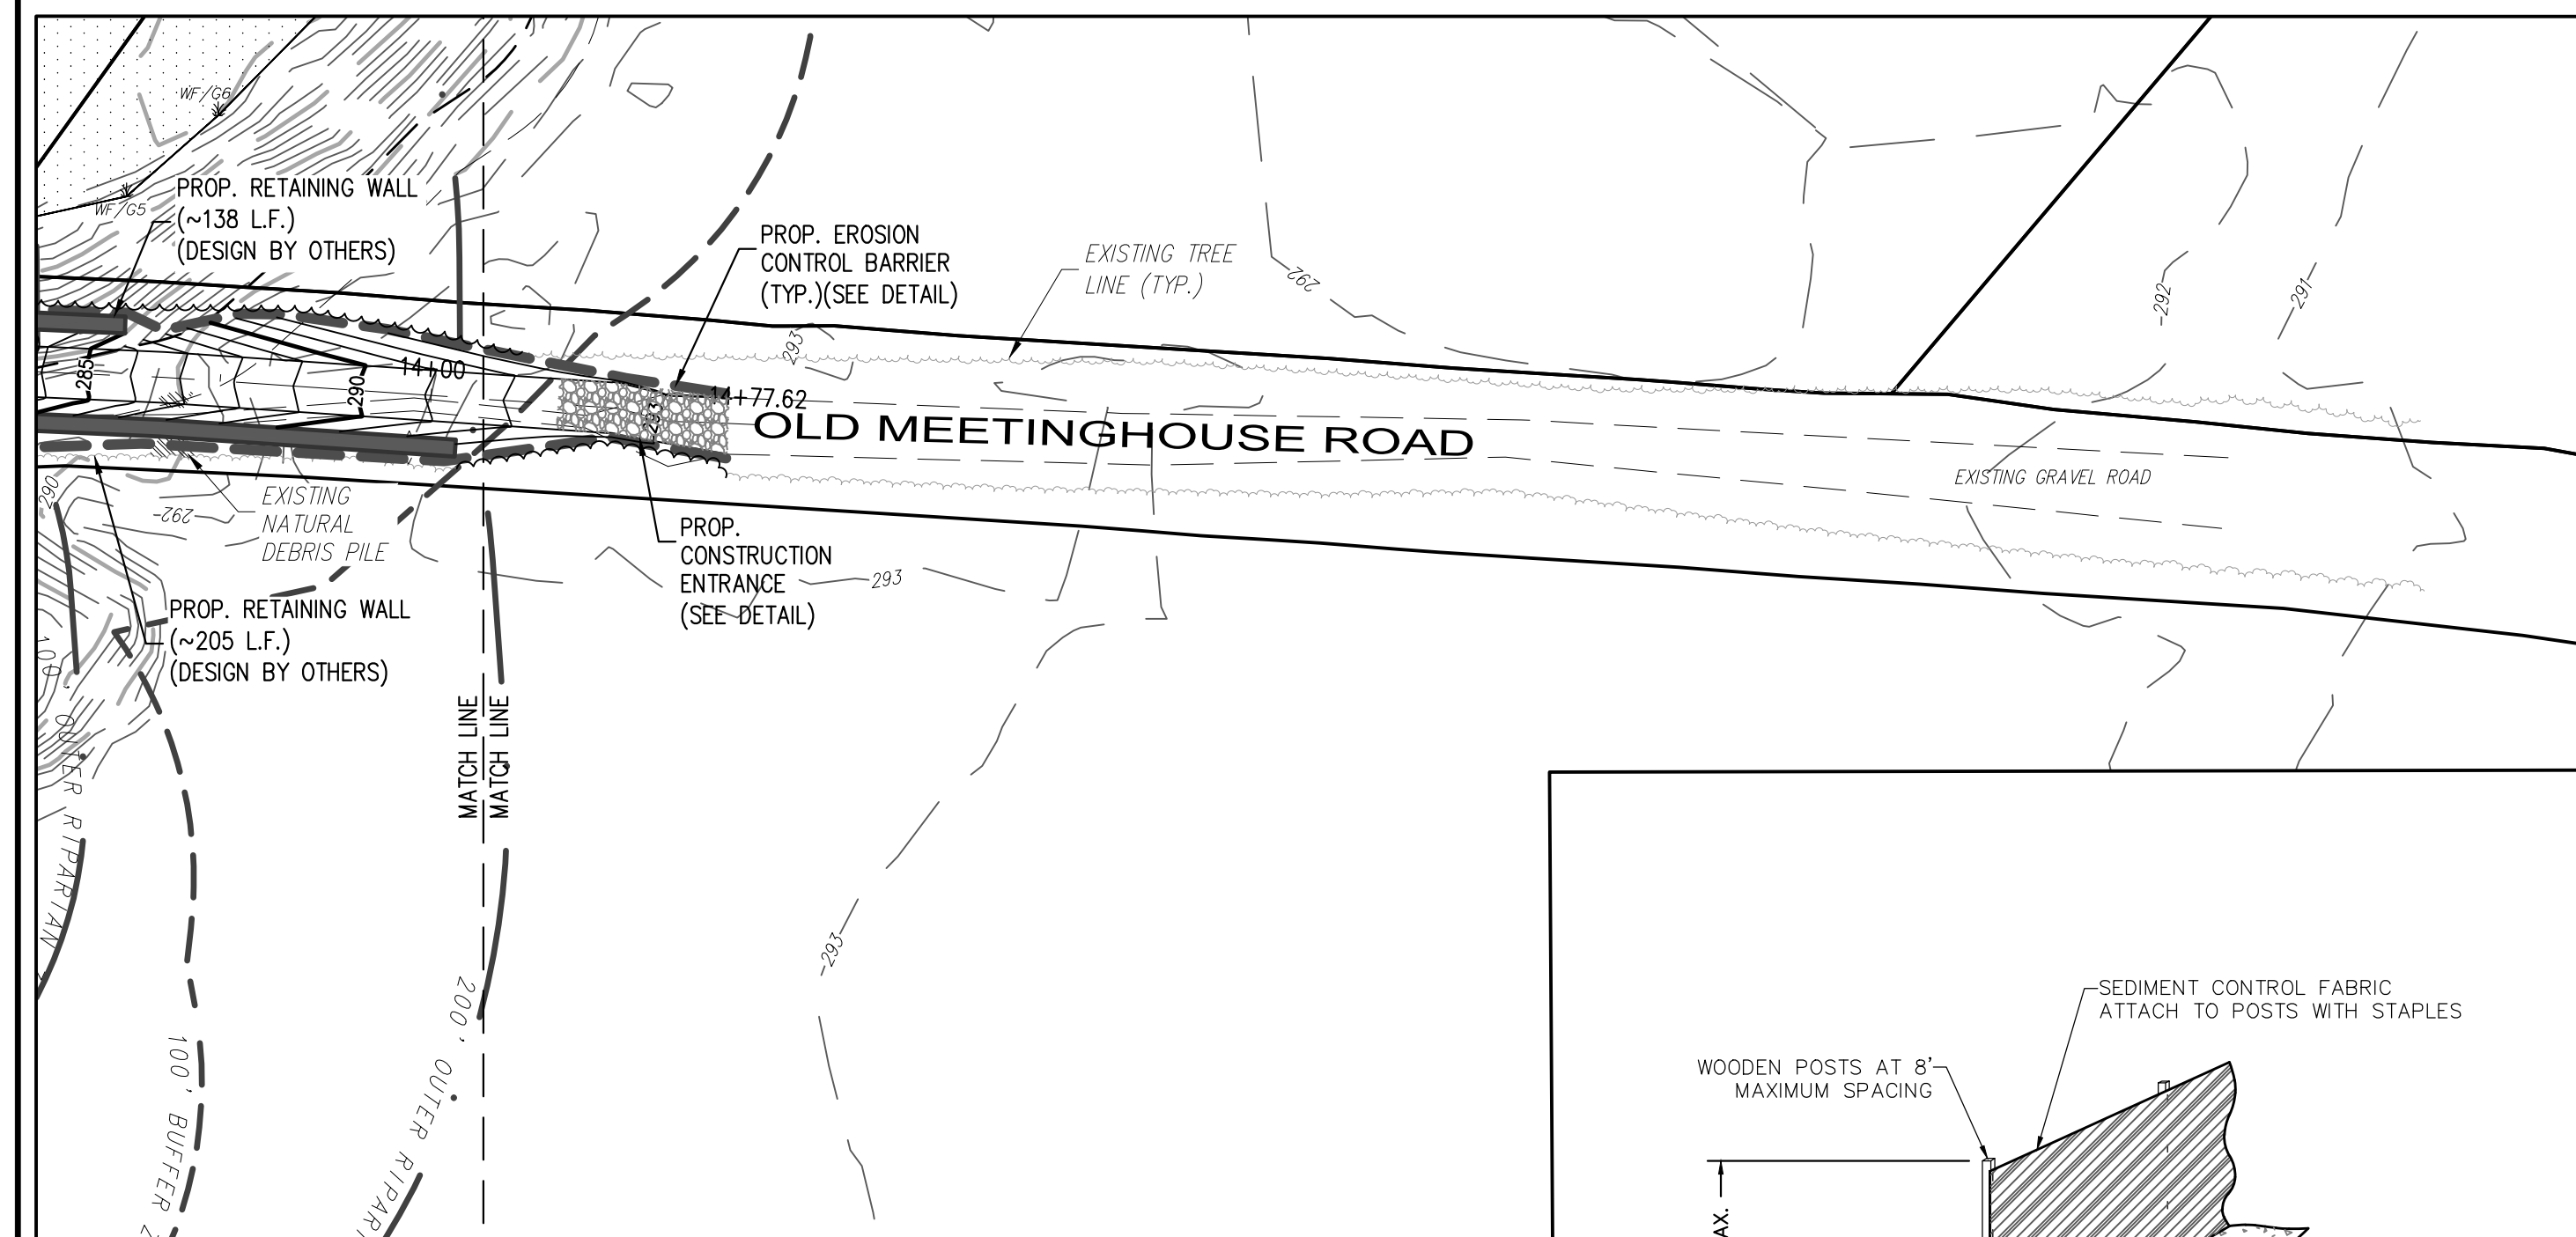 WF/G6
WF/G5
PROP. RETAINING WALL
(~138 L.F.)
(DESIGN BY OTHERS)
PROP. EROSION
CONTROL BARRIER
(TYP.)(SEE DETAIL)
EXISTING TREE
LINE (TYP.)
292
292
291
293
285
290
14+00
293
14+77.62
OLD MEETINGHOUSE ROAD
EXISTING GRAVEL ROAD
290
292
EXISTING
NATURAL
DEBRIS PILE
PROP.
CONSTRUCTION
ENTRANCE
(SEE DETAIL)
293
PROP. RETAINING WALL
(~205 L.F.)
(DESIGN BY OTHERS)
MATCH LINE
MATCH LINE
100' OUTER RIPARIAN
293
200' OUTER RIPAR
100' BUFFER
SEDIMENT CONTROL FABRIC
ATTACH TO POSTS WITH STAPLES
WOODEN POSTS AT 8'
MAXIMUM SPACING
AX.